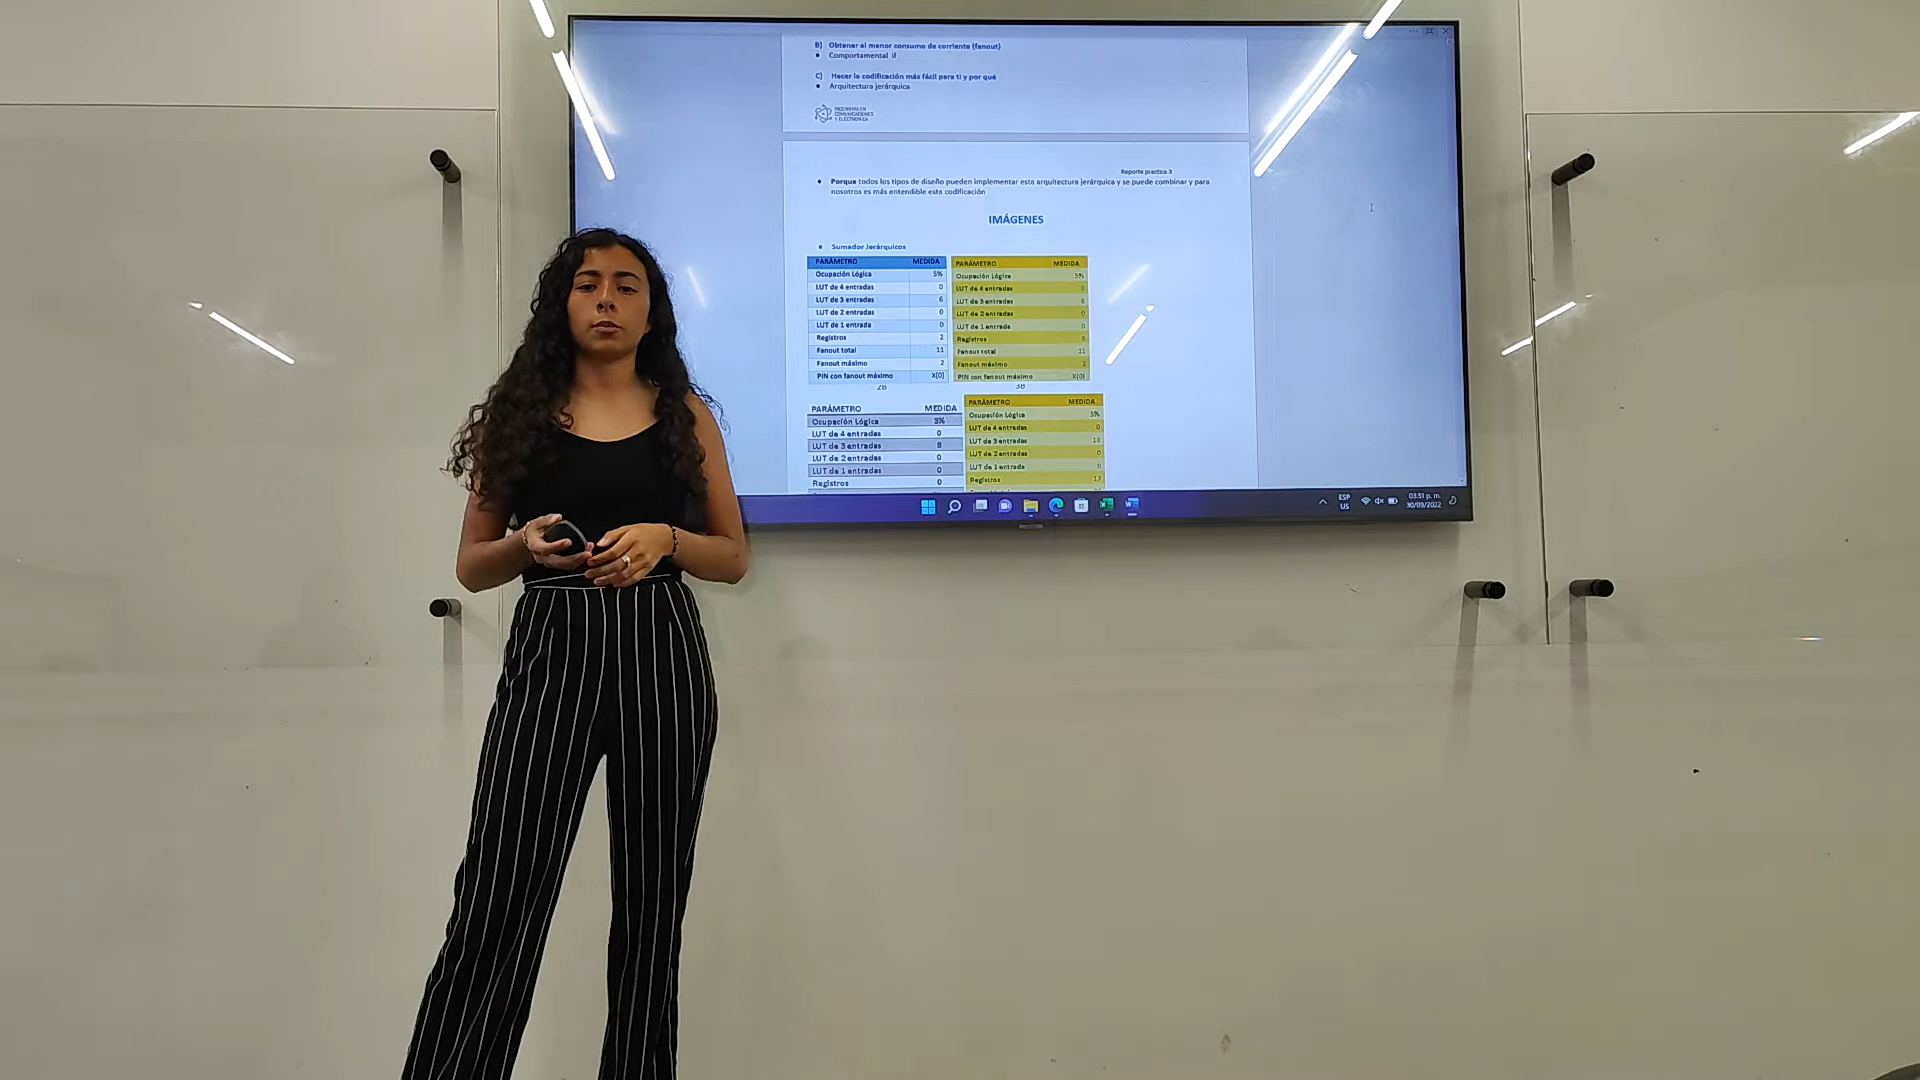 B) Obtener el menor consumo de corriente (fanout)
• Comportamental if
C) Hacer la codificación más fácil para ti y por qué
• Arquitectura jerárquica
INGENIERÍA EN
COMUNICACIONES
Y ELECTRÓNICA
Reporte practica 3
• Porque todos los tipos de diseño pueden implementar esta arquitectura jerárquica y se puede combinar y para
nosotros es más entendible esta codificación
IMÁGENES
• Sumador Jerárquicos
PARÁMETRO MEDIDA
Ocupación Lógica 5%
LUT de 4 entradas 0
LUT de 3 entradas 6
LUT de 2 entradas 0
LUT de 1 entrada 0
Registros 2
Fanout total 11
Fanout máximo 2
PIN con fanout máximo X[0]
2B
PARÁMETRO MEDIDA
Ocupación Lógica 5%
LUT de 4 entradas 0
LUT de 3 entradas 6
LUT de 2 entradas 0
LUT de 1 entrada 0
Registros 6
Fanout total 11
Fanout máximo 2
PIN con fanout máximo X[0]
3B
PARÁMETRO MEDIDA
Ocupación Lógica 3%
LUT de 4 entradas 0
LUT de 3 entradas 8
LUT de 2 entradas 0
LUT de 1 entradas 0
Registros 0
PARÁMETRO MEDIDA
Ocupación Lógica 5%
LUT de 4 entradas 0
LUT de 3 entradas 10
LUT de 2 entradas 0
LUT de 1 entrada 0
Registros 17
ESP
US
03:51 p. m.
30/09/2022